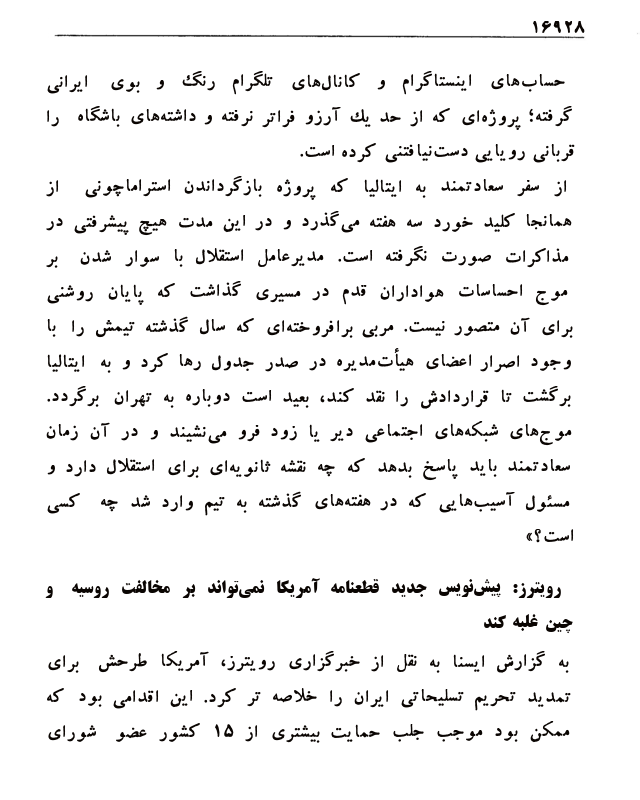 ۱۶۹۲۸
حساب‌های اینستاگرام و کانال‌های تلگرام رنگ و بوی ایرانی
گرفته؛ پروژه‌ای که از حد یك آرزو فراتر نرفته و داشته‌های باشگاه را
قربانی رویایی دست‌نیافتنی کرده است.
از سفر سعادتمند به ایتالیا که پروژه بازگرداندن استراماچونی از
همانجا کلید خورد سه هفته می‌گذرد و در این مدت هیچ پیشرفتی در
مذاکرات صورت نگرفته است. مدیرعامل استقلال با سوار شدن بر
موج احساسات هواداران قدم در مسیری گذاشت که پایان روشنی
برای آن متصور نیست. مربی برافروخته‌ای که سال گذشته تیمش را با
وجود اصرار اعضای هیأت‌مدیره در صدر جدول رها کرد و به ایتالیا
برگشت تا قراردادش را نقد کند، بعید است دوباره به تهران برگردد.
موج‌های شبکه‌های اجتماعی دیر یا زود فرو می‌نشیند و در آن زمان
سعادتمند باید پاسخ بدهد که چه نقشه ثانویه‌ای برای استقلال دارد و
مسئول آسیب‌هایی که در هفته‌های گذشته به تیم وارد شد چه کسی
است؟»
رویترز: پیش‌نویس جدید قطعنامه آمریکا نمی‌تواند بر مخالفت روسیه و
چین غلبه کند
به گزارش ایسنا به نقل از خبرگزاری رویترز، آمریکا طرحش برای
تمدید تحریم تسلیحاتی ایران را خلاصه تر کرد. این اقدامی بود که
ممکن بود موجب جلب حمایت بیشتری از ۱۵ کشور عضو شورای